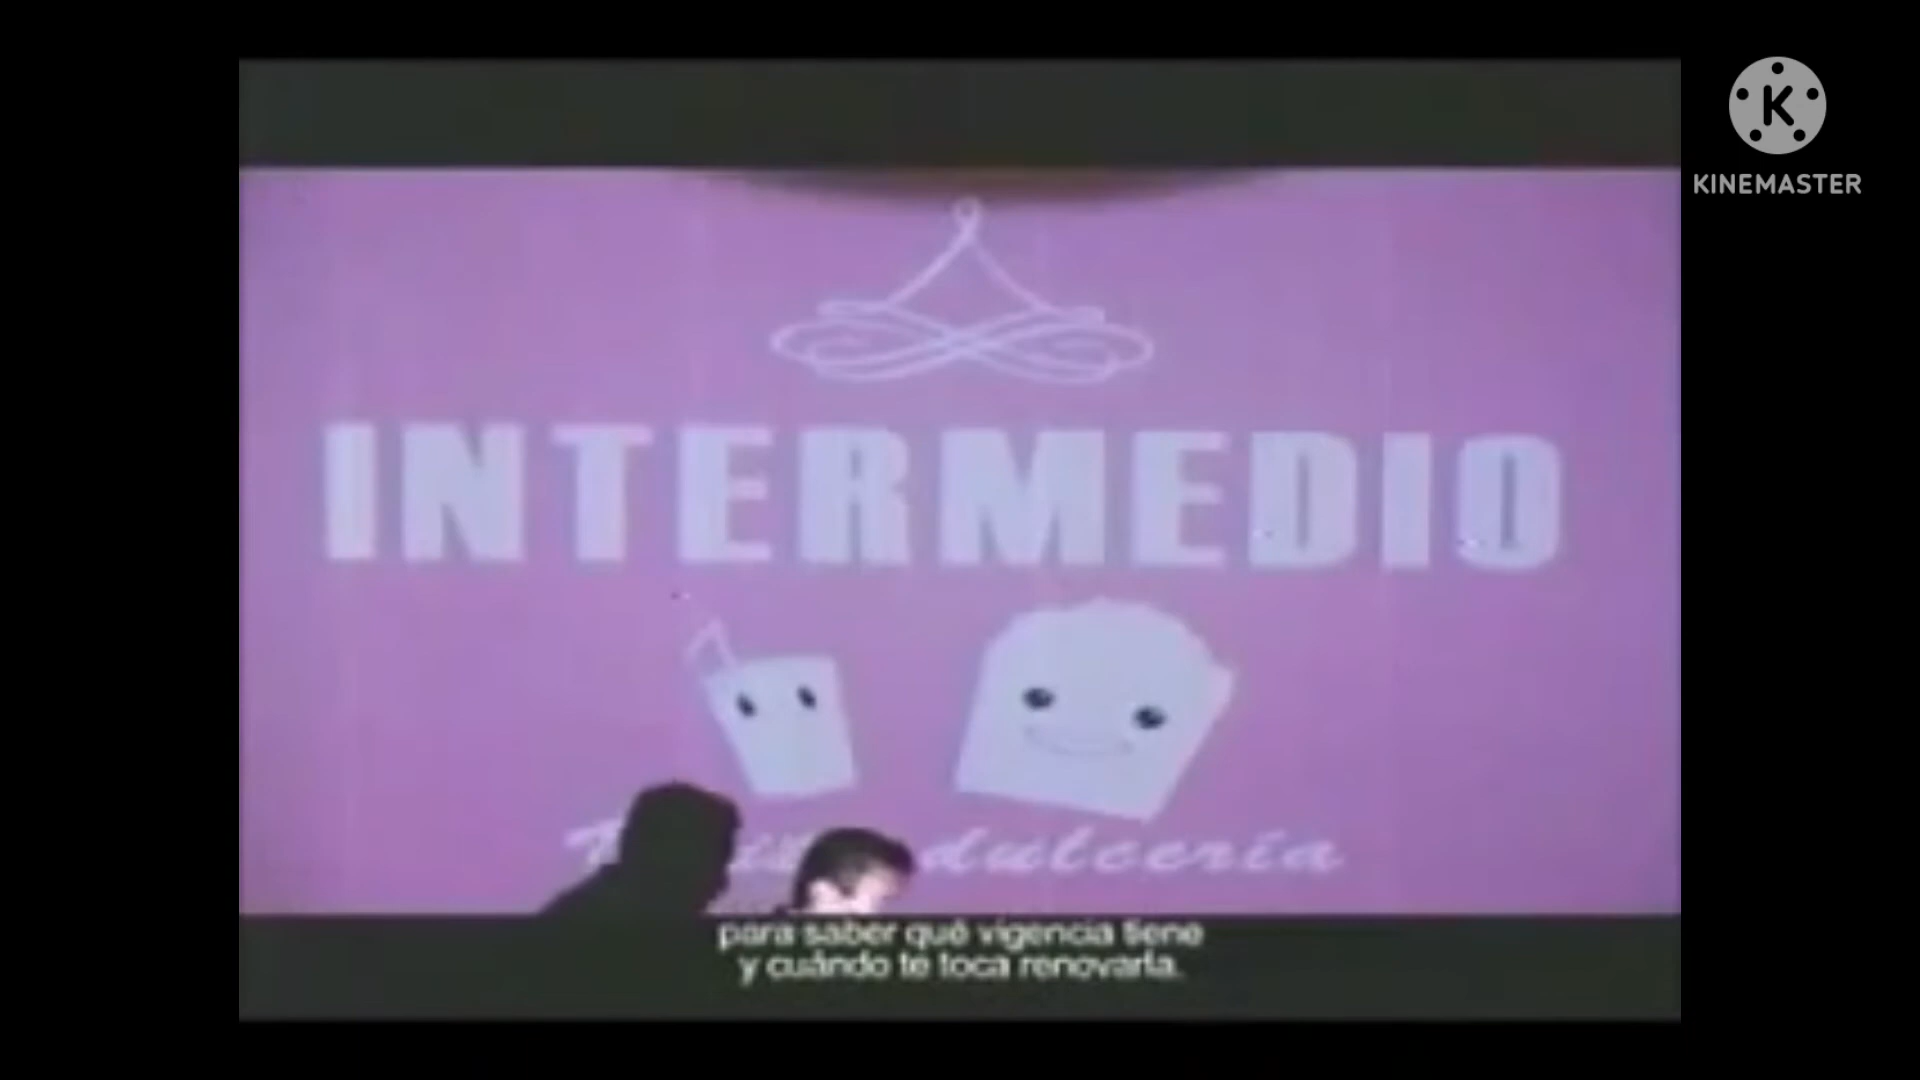 K
KINEMASTER
INTERMEDIO
dulcería
para saber qué vigencia tiene
y cuándo te toca renovarla.